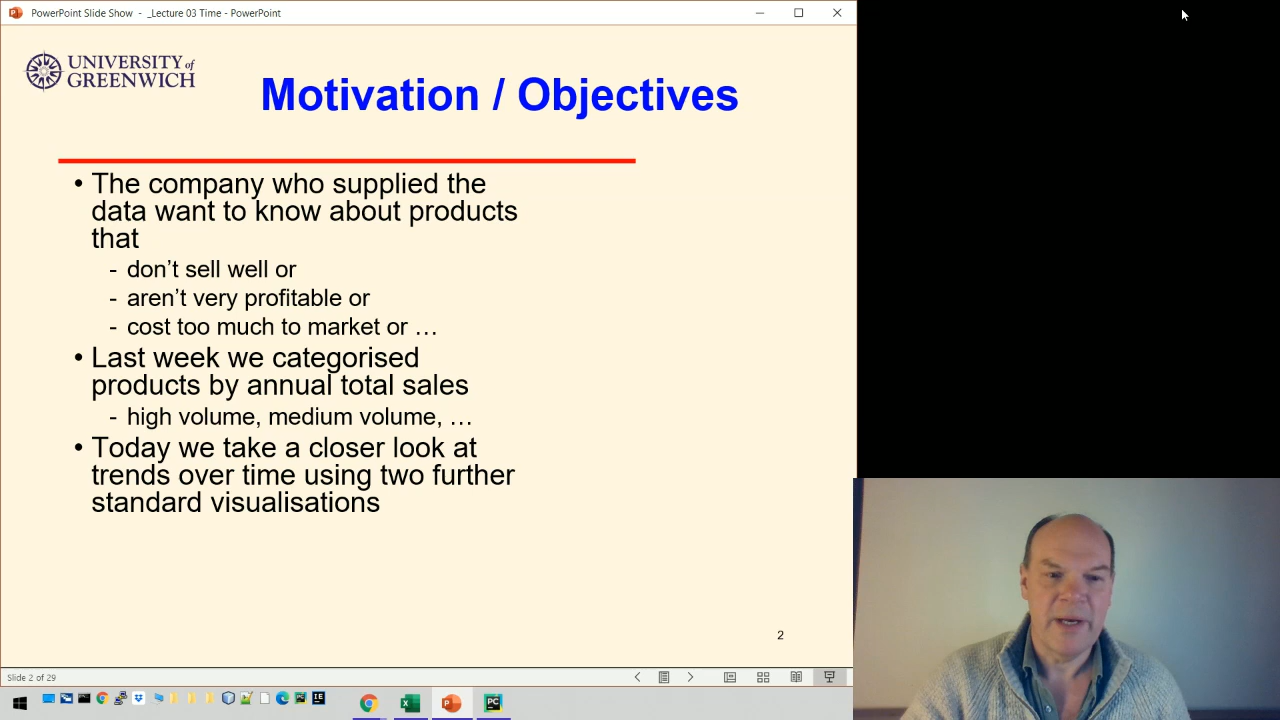 PowerPoint Slide Show - _Lecture 03 Time - PowerPoint
UNIVERSITY of
GREENWICH
Motivation / Objectives
• The company who supplied the
data want to know about products
that
- don’t sell well or
- aren’t very profitable or
- cost too much to market or …
• Last week we categorised
products by annual total sales
- high volume, medium volume, …
• Today we take a closer look at
trends over time using two further
standard visualisations
2
Slide 2 of 29